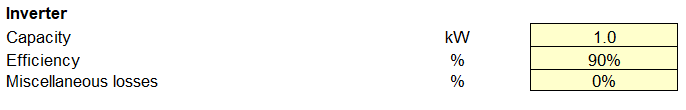 Inverter
Capacity kW 1.0
Efficiency % 90%
Miscellaneous losses % 0%